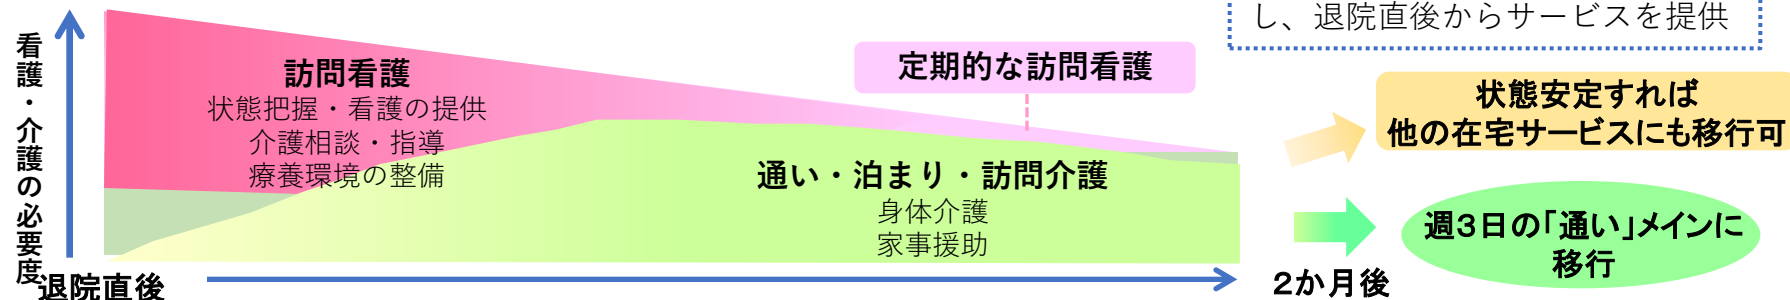 し、退院直後からサービスを提供
看護・介護の必要度
訪問看護
状態把握・看護の提供
介護相談・指導
療養環境の整備
定期的な訪問看護
通い・泊まり・訪問介護
身体介護
家事援助
状態安定すれば
他の在宅サービスにも移行可
週3日の｢通い｣メインに
移行
退院直後
2か月後